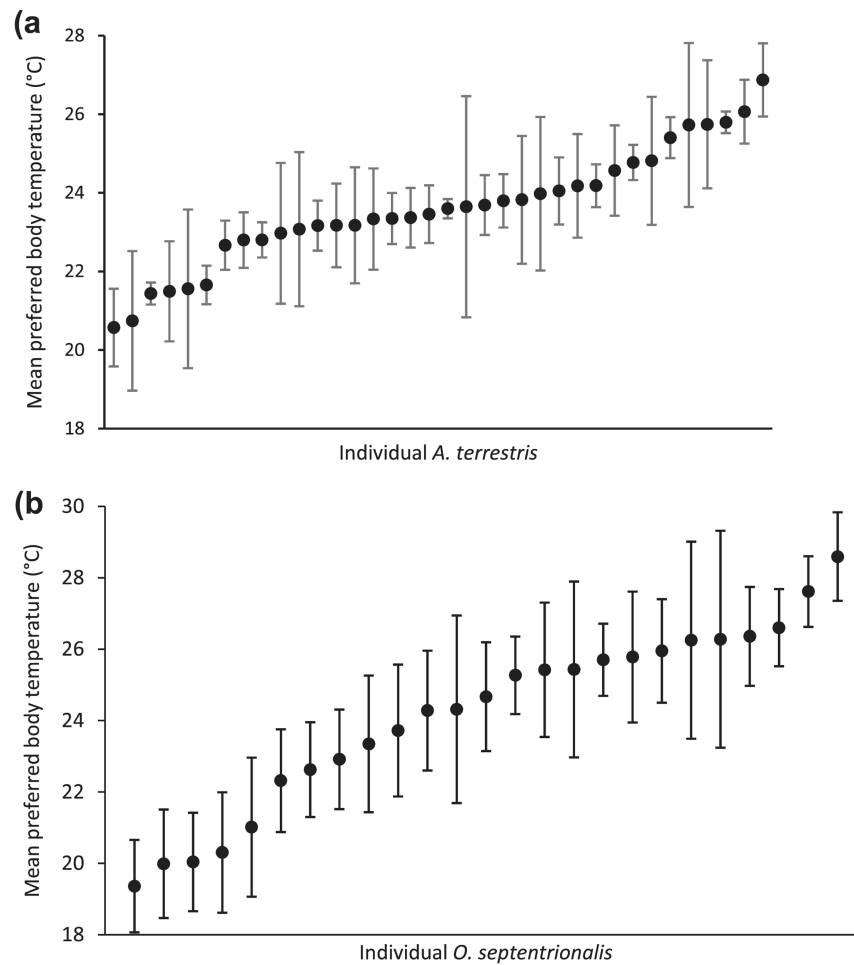 (a
Mean preferred body temperature (°C)
28
26
24
22
20
18
Individual A. terrestris
(b
Mean preferred body temperature (°C)
30
28
26
24
22
20
18
Individual O. septentrionalis